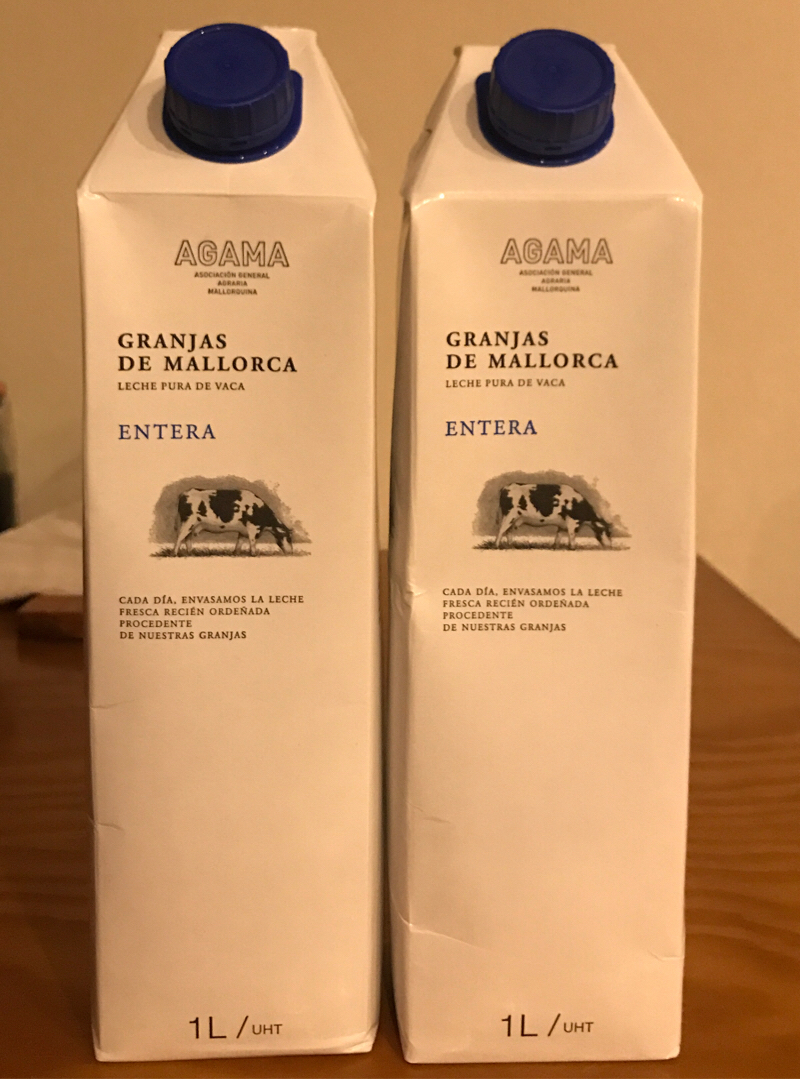 AGAMA
ASOCIACIÓN GENERAL
AGRARIA
MALLORQUINA
GRANJAS
DE MALLORCA
LECHE PURA DE VACA
ENTERA
CADA DÍA, ENVASAMOS LA LECHE
FRESCA RECIÉN ORDEÑADA
PROCEDENTE
DE NUESTRAS GRANJAS
1L / UHT
AGAMA
ASOCIACIÓN GENERAL
AGRARIA
MALLORQUINA
GRANJAS
DE MALLORCA
LECHE PURA DE VACA
ENTERA
CADA DÍA, ENVASAMOS LA LECHE
FRESCA RECIÉN ORDEÑADA
PROCEDENTE
DE NUESTRAS GRANJAS
1L / UHT